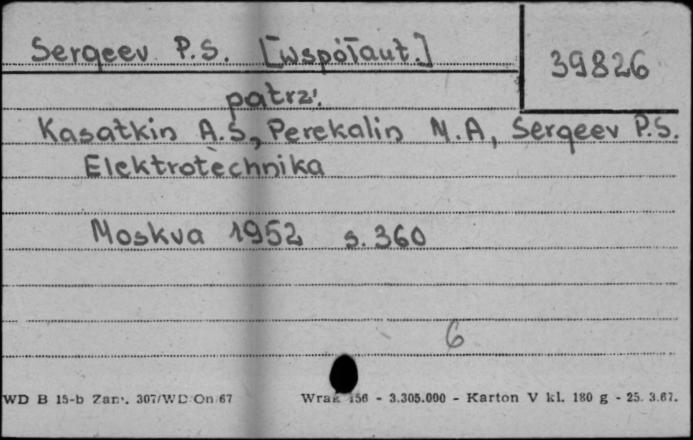 Sergeev P.S. [współaut.]
39826
patrz:
Kasatkin A.S., Perekalin M.A, Sergeev P.S.
Elektrotechnika
Moskva 1952 s. 360
6
WD B 15-b Zam. 307/WD/On/67 Wrak 156 - 3.305.000 - Karton V kl. 180 g - 25. 3.67.